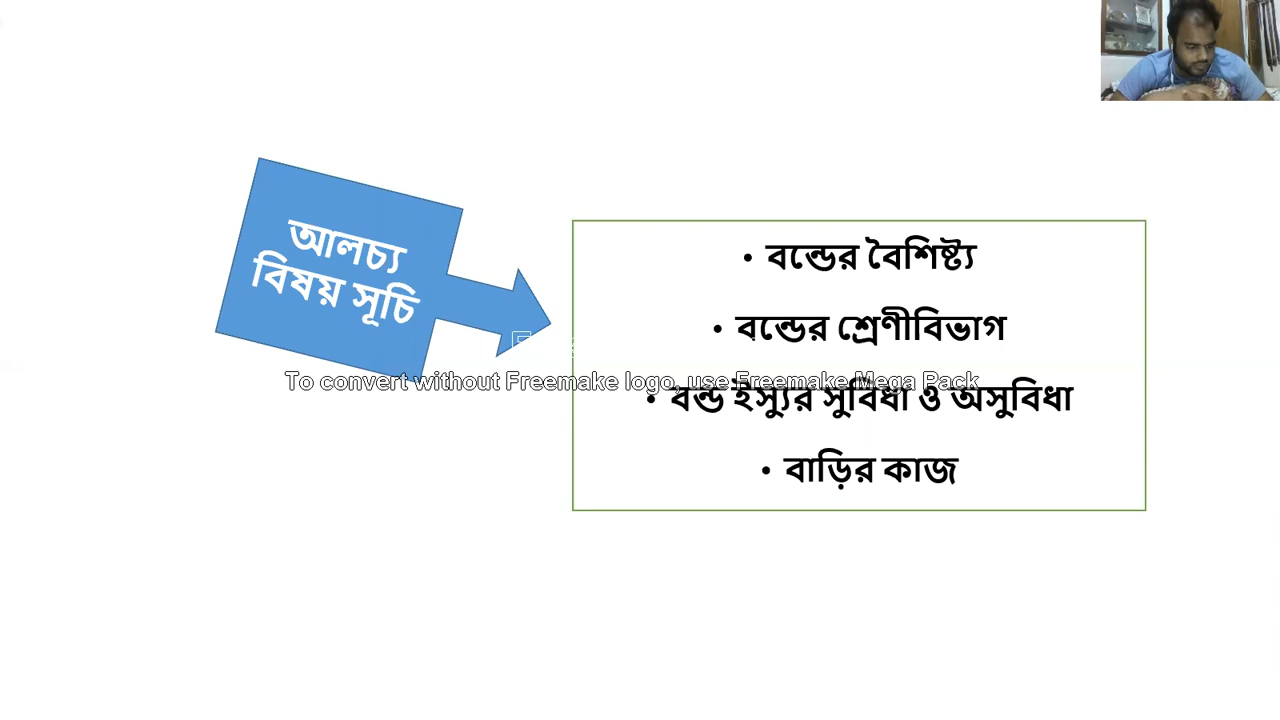 আলচ্য
বিষয় সূচি
• বন্ডের বৈশিষ্ট্য
• বন্ডের শ্রেণীবিভাগ
To convert without Freemake logo, use Freemake Mega Pack
• বন্ড ইস্যুর সুবিধা ও অসুবিধা
• বাড়ির কাজ